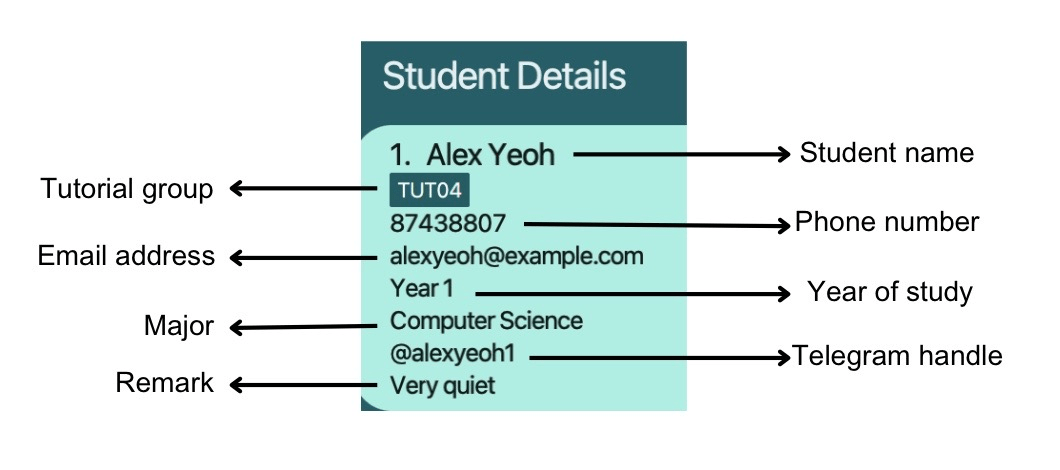 Student Details
1. Alex Yeoh
Student name
Tutorial group
TUT04
87438807
Phone number
Email address
alexyeoh@example.com
Year 1
Year of study
Major
Computer Science
@alexyeoh1
Telegram handle
Remark
Very quiet